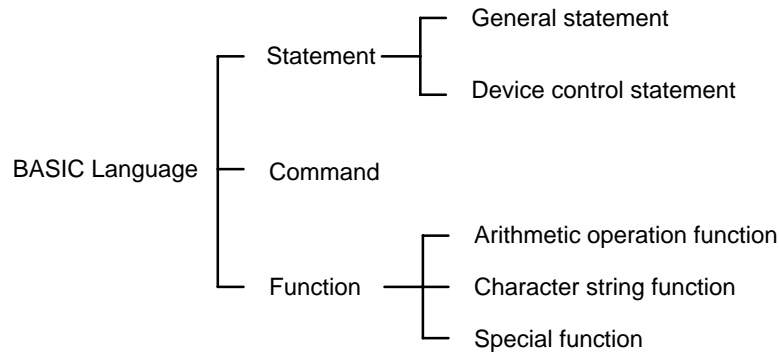 General statement
Statement
Device control statement
BASIC Language
Command
Arithmetic operation function
Function
Character string function
Special function